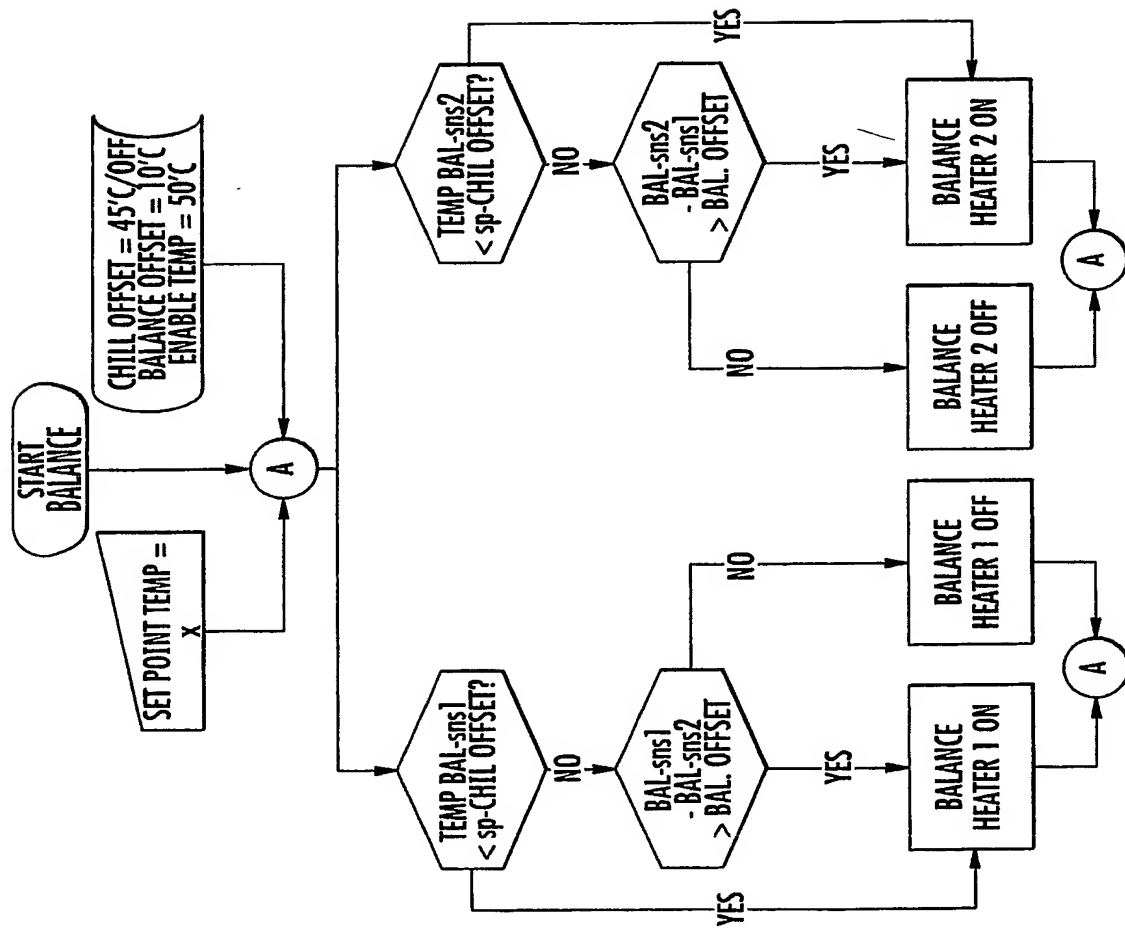 START
BALANCE
SET POINT TEMP =
X
CHILL OFFSET = 45'C/OFF
BALANCE OFFSET = 10'C
ENABLE TEMP = 50'C
A
TEMP BAL-sns1
< sp-CHIL OFFSET?
NO
YES
BAL-sns1
- BAL-sns2
> BAL. OFFSET
YES
NO
BALANCE
HEATER 1 ON
BALANCE
HEATER 1 OFF
A
TEMP BAL-sns2
< sp-CHIL OFFSET?
NO
YES
BAL-sns2
- BAL-sns1
> BAL. OFFSET
NO
YES
BALANCE
HEATER 2 OFF
BALANCE
HEATER 2 ON
A